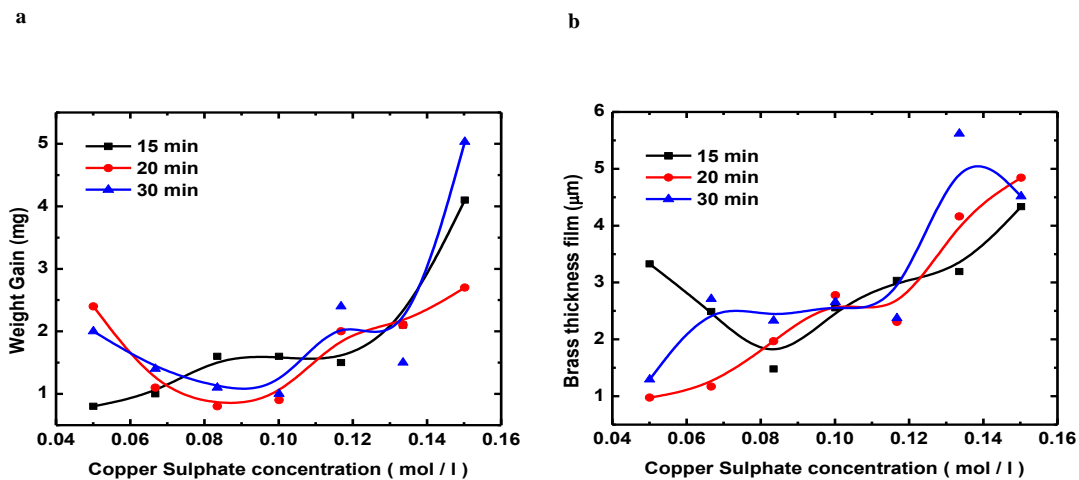 a
b
15 min
20 min
30 min
5
4
3
2
1
Weight Gain (mg)
0.04 0.06 0.08 0.10 0.12 0.14 0.16
Copper Sulphate concentration ( mol / l )
15 min
20 min
30 min
6
5
4
3
2
1
Brass thickness film (μm)
0.04 0.06 0.08 0.10 0.12 0.14 0.16
Copper Sulphate concentration ( mol / l )